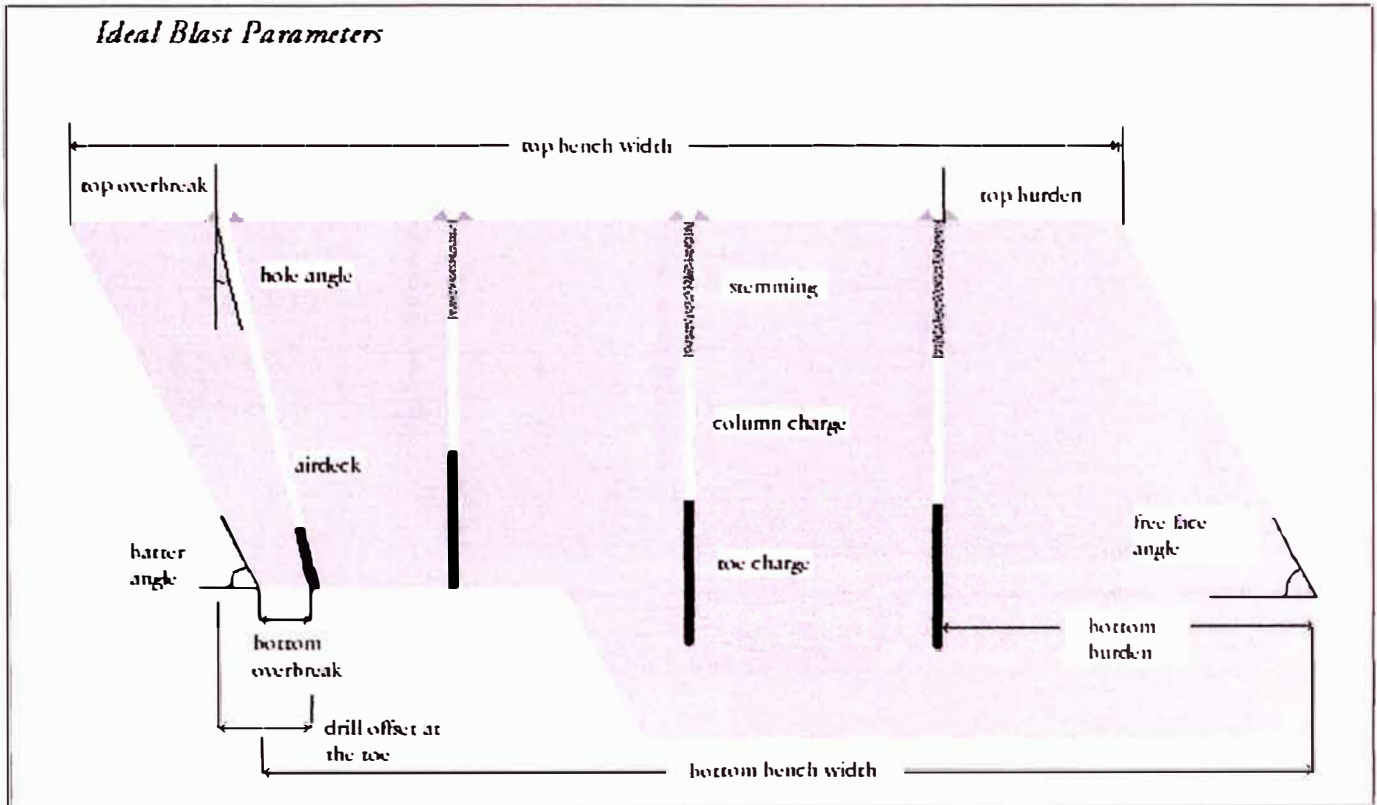 Ideal Blast Parameters
top bench width
top overbreak
top burden
hole angle
stemming
column charge
airdeck
free face
angle
batter
angle
toe charge
bottom
overbreak
bottom
burden
drill offset at
the toe
bottom bench width